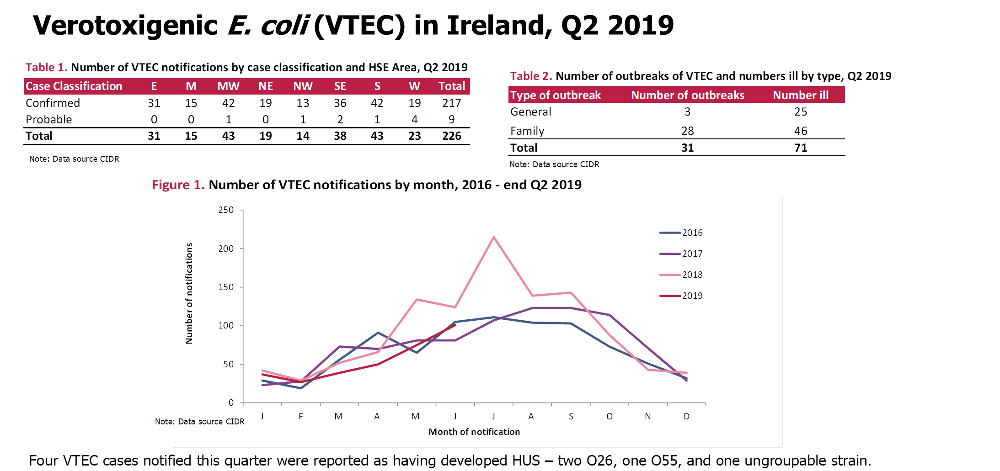 Verotoxigenic E. coli (VTEC) in Ireland, Q2 2019
Table 1. Number of VTEC notifications by case classification and HSE Area, Q2 2019
Case Classification E M MW NE NW SE S W Total
Confirmed 31 15 42 19 13 36 42 19 217
Probable 0 0 1 0 1 2 1 4 9
Total 31 15 43 19 14 38 43 23 226
Note: Data source CIDR
Table 2. Number of outbreaks of VTEC and numbers ill by type, Q2 2019
Type of outbreak Number of outbreaks Number ill
General 3 25
Family 28 46
Total 31 71
Note: Data source CIDR
Figure 1. Number of VTEC notifications by month, 2016 - end Q2 2019
Number of notifications
250
200
150
100
50
0
2016
2017
2018
2019
J F M A M J J A S O N D
Month of notification
Note: Data source CIDR
Four VTEC cases notified this quarter were reported as having developed HUS – two O26, one O55, and one ungroupable strain.